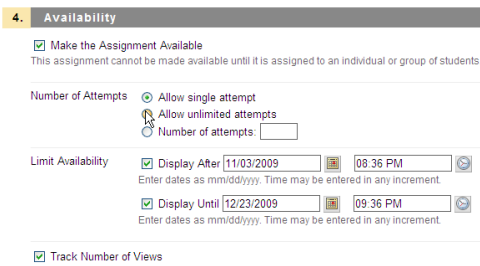 4. Availability
Make the Assignment Available
This assignment cannot be made available until it is assigned to an individual or group of students
Number of Attempts Allow single attempt
Allow unlimited attempts
Number of attempts:
Limit Availability Display After 11/03/2009 08:36 PM
Enter dates as mm/dd/yyyy. Time may be entered in any increment.
Display Until 12/23/2009 09:36 PM
Enter dates as mm/dd/yyyy. Time may be entered in any increment.
Track Number of Views